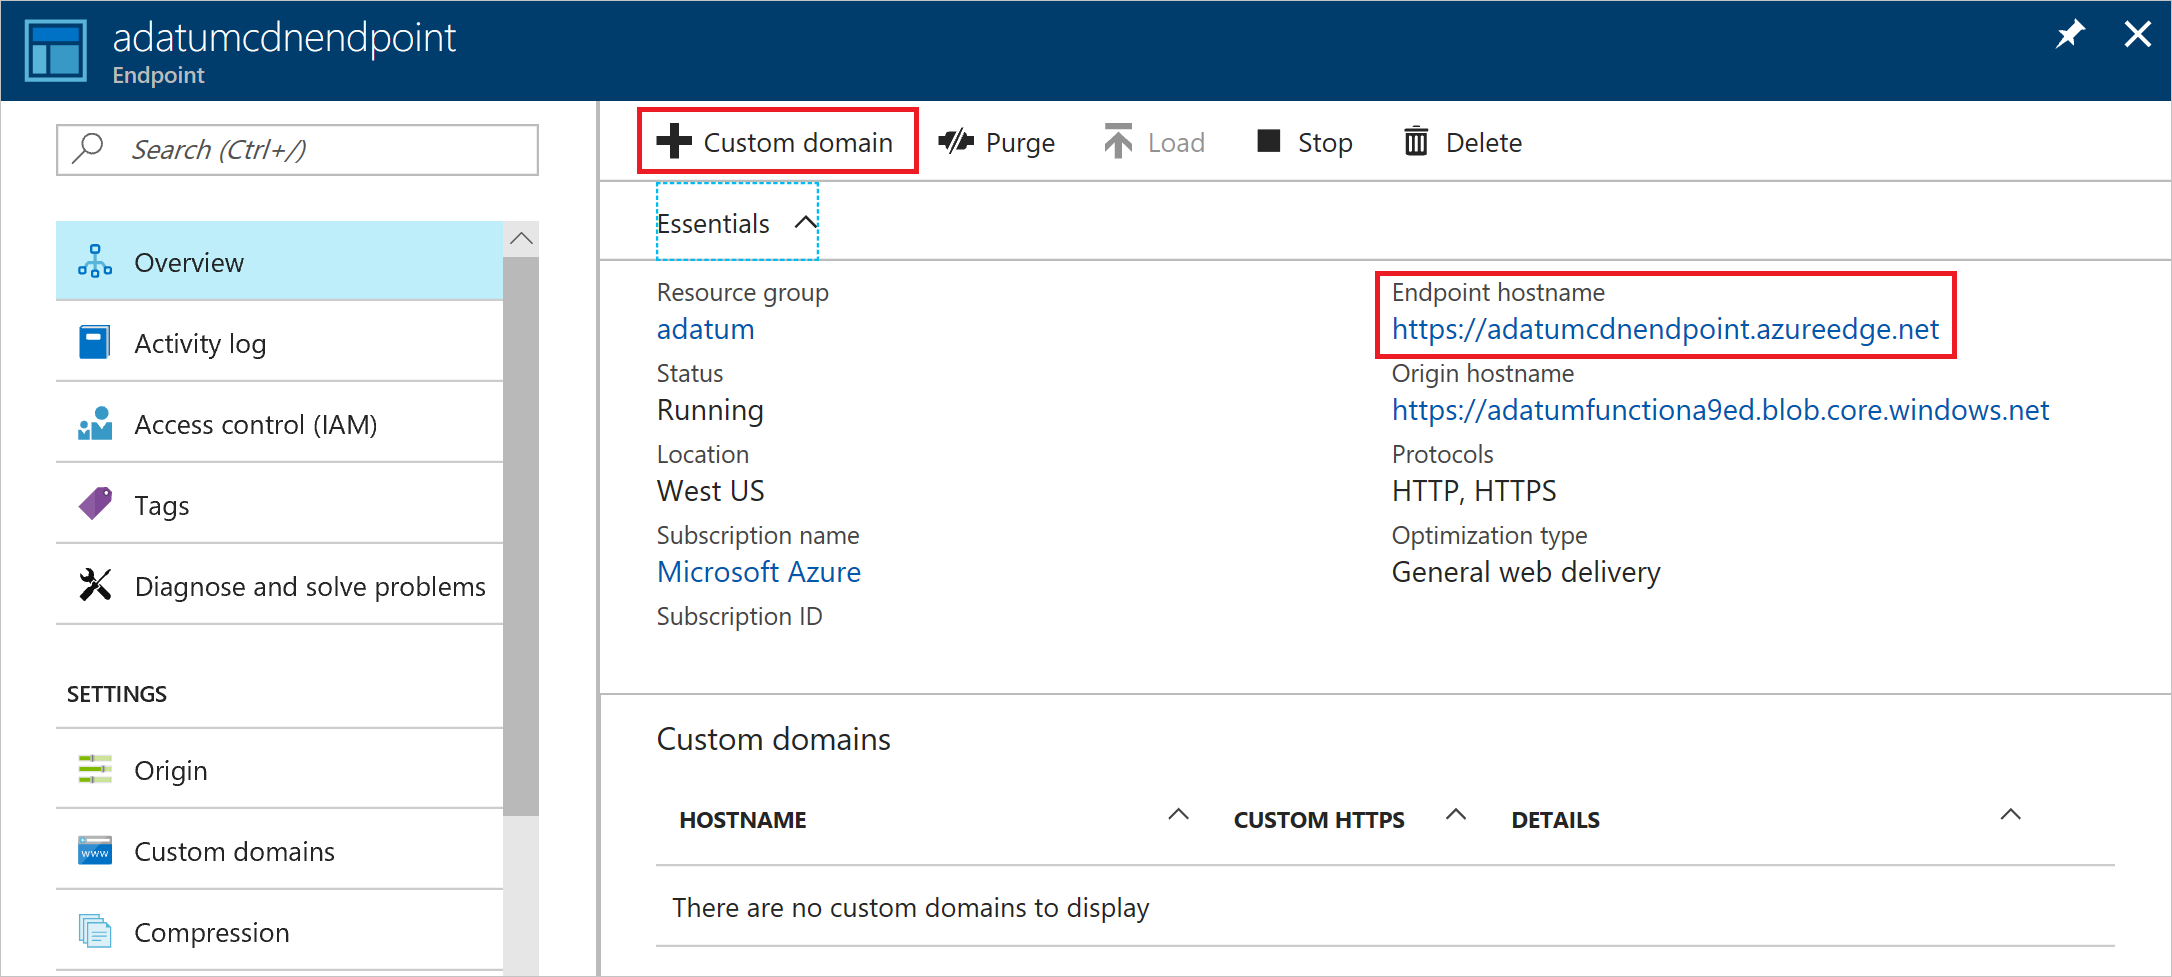 adatumcdnendpoint
Endpoint
Search (Ctrl+/)
Overview
Activity log
Access control (IAM)
Tags
Diagnose and solve problems
SETTINGS
Origin
www
Custom domains
Compression
Custom domain
Purge
Load
Stop
Delete
Essentials
Resource group
adatum
Status
Running
Location
West US
Subscription name
Microsoft Azure
Subscription ID
Endpoint hostname
https://adatumcdnendpoint.azureedge.net
Origin hostname
https://adatumfunctiona9ed.blob.core.windows.net
Protocols
HTTP, HTTPS
Optimization type
General web delivery
Custom domains
HOSTNAME
CUSTOM HTTPS
DETAILS
There are no custom domains to display